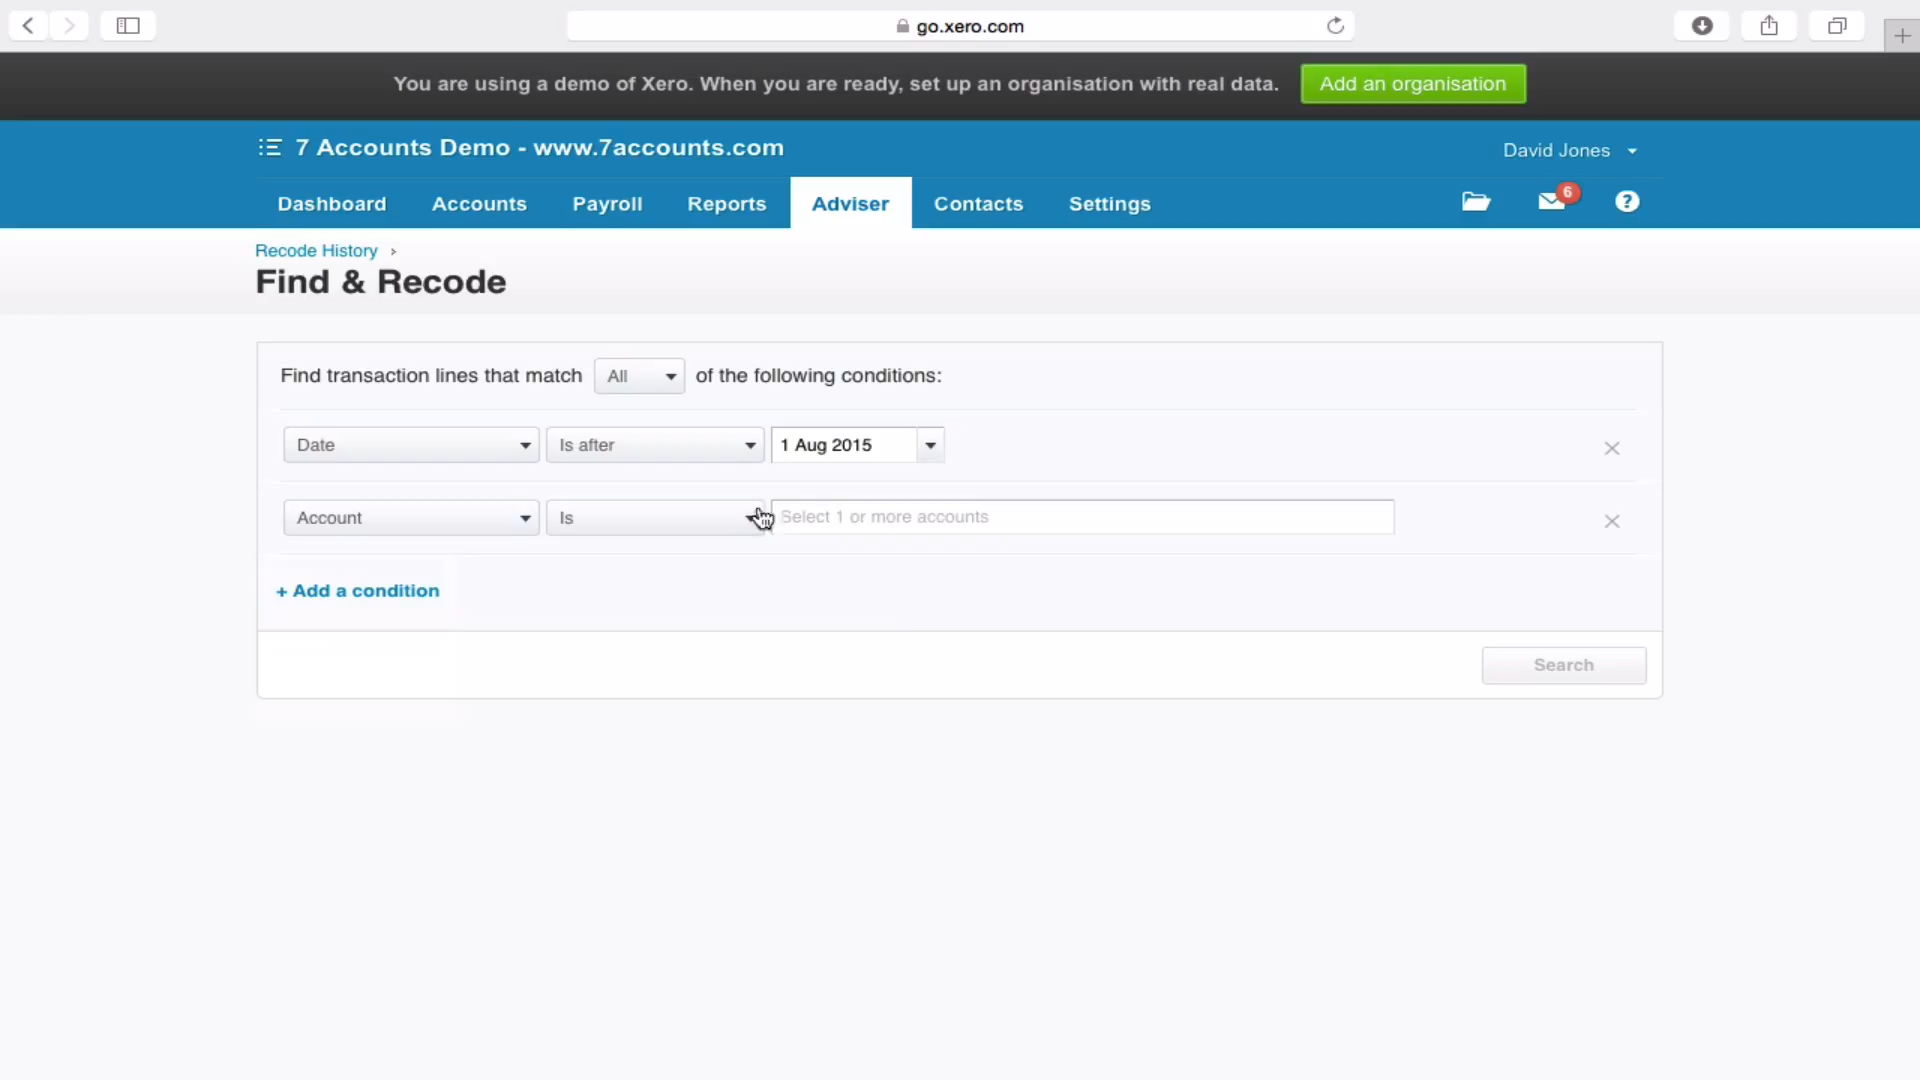 go.xero.com
You are using a demo of Xero. When you are ready, set up an organisation with real data. Add an organisation
7 Accounts Demo - www.7accounts.com David Jones
Dashboard Accounts Payroll Reports Adviser Contacts Settings 6 ?
Recode History ›
Find & Recode
Find transaction lines that match All of the following conditions:
Date Is after 1 Aug 2015
Account Is Select 1 or more accounts
+ Add a condition
Search